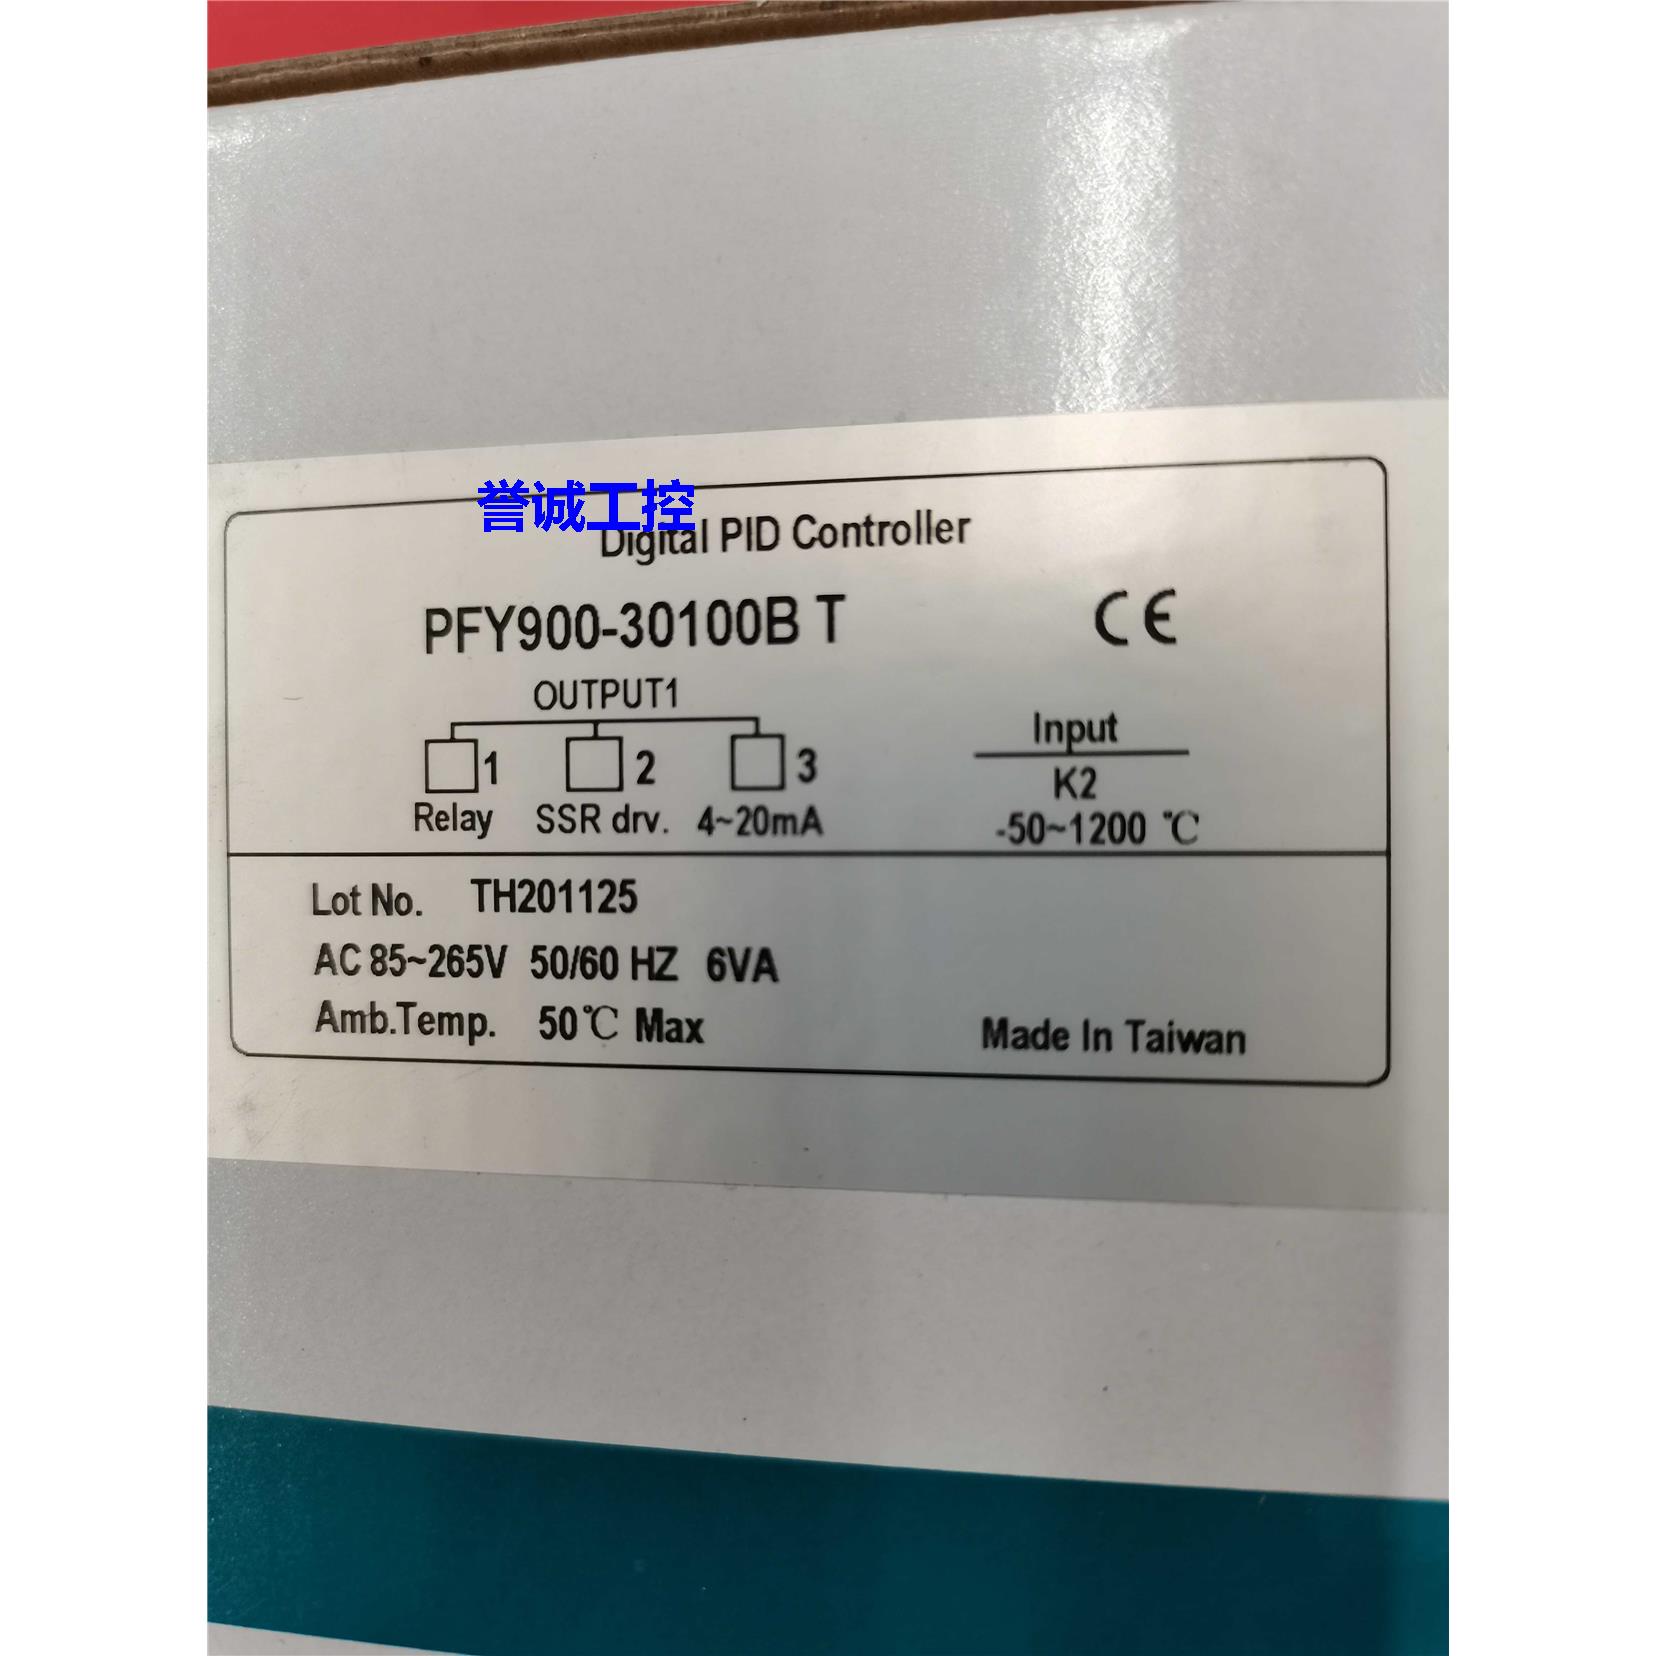 誉诚工控
Digital PID Controller
PFY900-30100B T
CE
OUTPUT1
1 2 3
Relay SSR drv. 4~20mA
Input
K2
-50~1200 ℃
Lot No. TH201125
AC 85~265V 50/60 HZ 6VA
Amb.Temp. 50℃ Max
Made In Taiwan